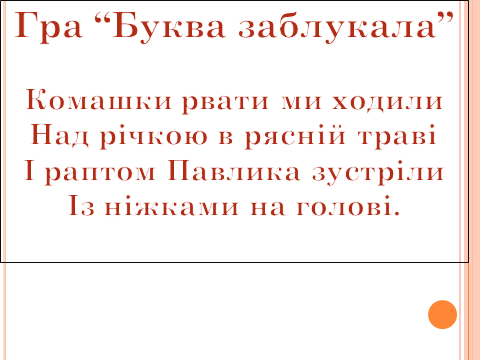 Гра “Буква заблукала”
Комашки рвати ми ходили
Над річкою в рясній траві
І раптом Павлика зустріли
Із ніжками на голові.